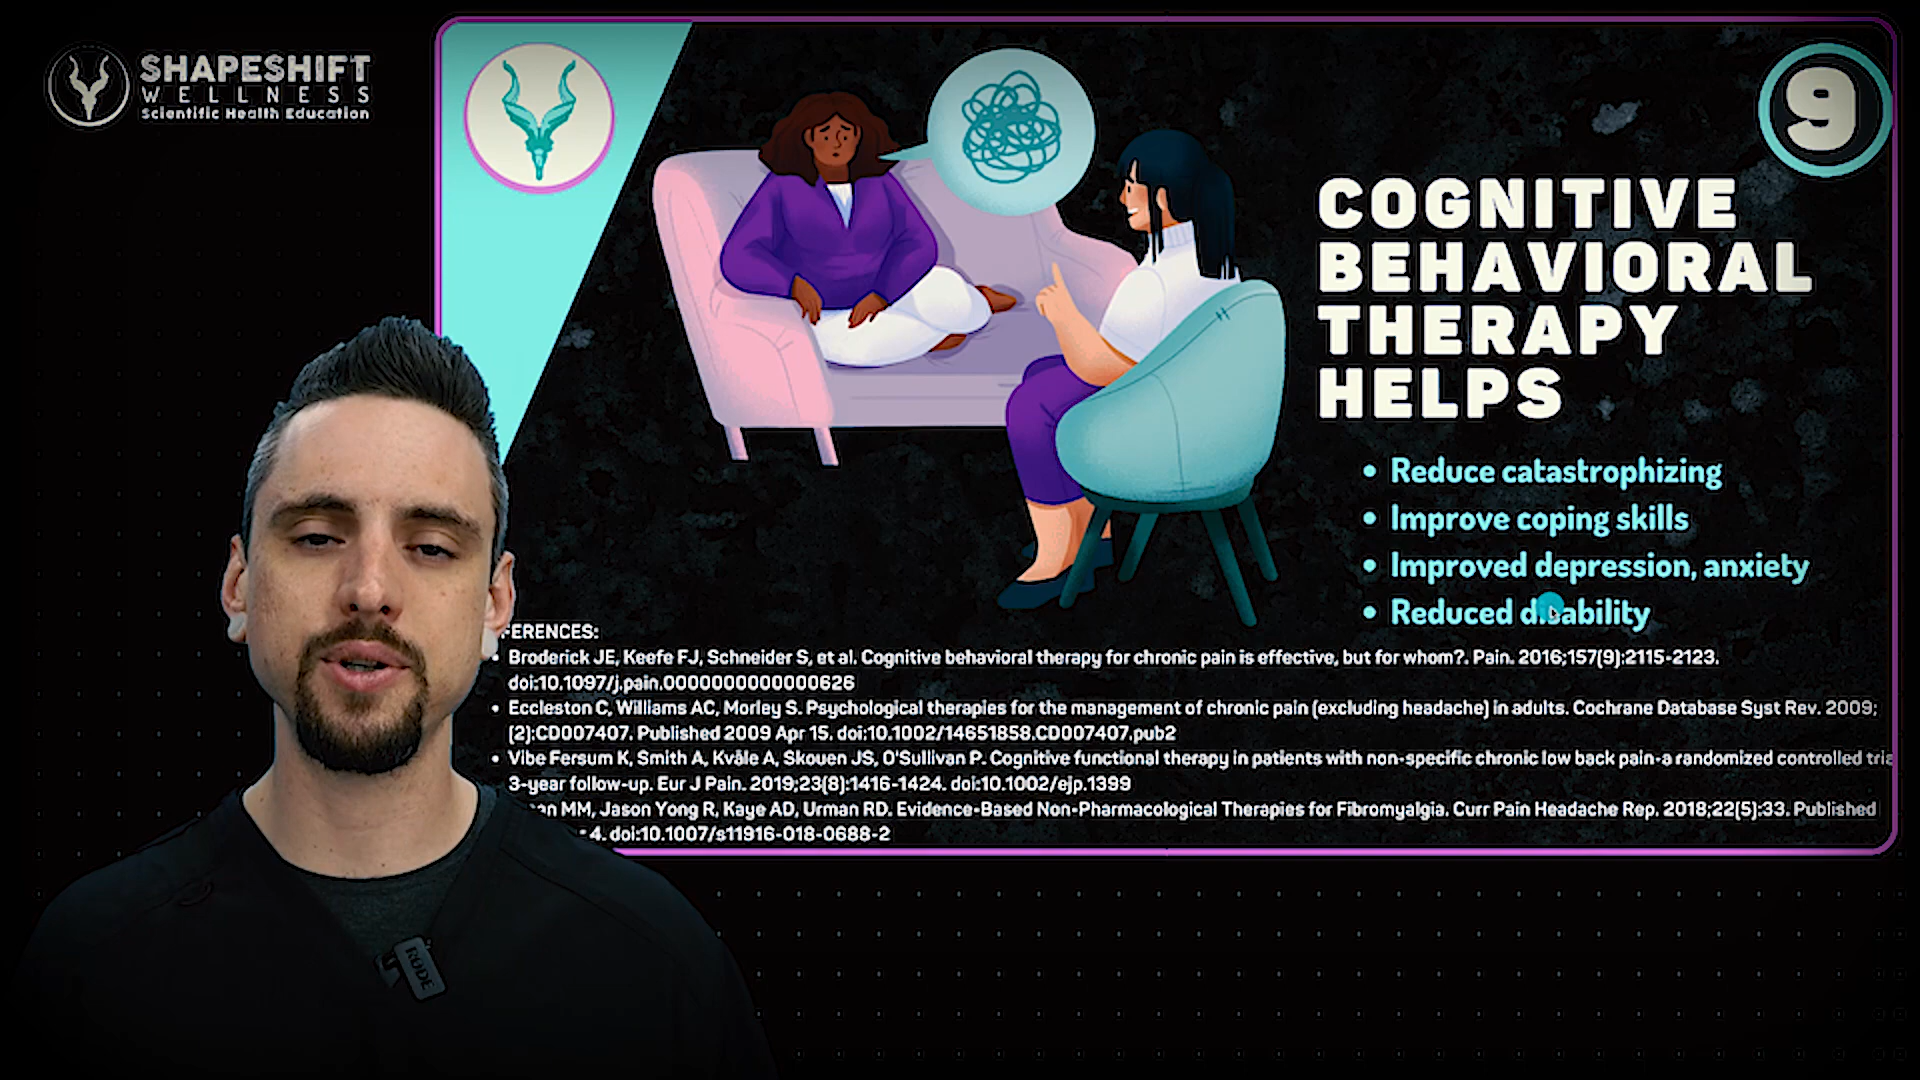 SHAPESHIFT
WELLNESS
Scientific Health Education
9
COGNITIVE
BEHAVIORAL
THERAPY
HELPS
• Reduce catastrophizing
• Improve coping skills
• Improved depression, anxiety
• Reduced disability
FERENCES:
• Broderick JE, Keefe FJ, Schneider S, et al. Cognitive behavioral therapy for chronic pain is effective, but for whom?. Pain. 2016;157(9):2115-2123.
doi:10.1097/j.pain.0000000000000626
• Eccleston C, Williams AC, Morley S. Psychological therapies for the management of chronic pain (excluding headache) in adults. Cochrane Database Syst Rev. 2009;
(2):CD007407. Published 2009 Apr 15. doi:10.1002/14651858.CD007407.pub2
• Vibe Fersum K, Smith A, Kvåle A, Skouen JS, O'Sullivan P. Cognitive functional therapy in patients with non-specific chronic low back pain-a randomized controlled tria
3-year follow-up. Eur J Pain. 2019;23(8):1416-1424. doi:10.1002/ejp.1399
an MM, Jason Yong R, Kaye AD, Urman RD. Evidence-Based Non-Pharmacological Therapies for Fibromyalgia. Curr Pain Headache Rep. 2018;22(5):33. Published
4. doi:10.1007/s11916-018-0688-2
RØDE